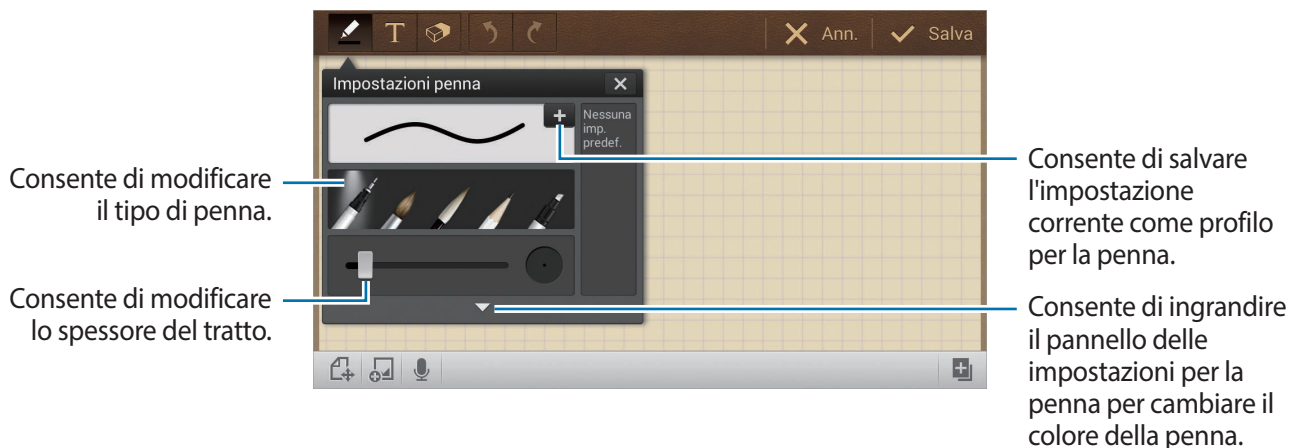 T
Ann.
Salva
Impostazioni penna
Nessuna
imp.
predef.
Consente di modificare
il tipo di penna.
Consente di modificare
lo spessore del tratto.
Consente di salvare
l'impostazione
corrente come profilo
per la penna.
Consente di ingrandire
il pannello delle
impostazioni per la
penna per cambiare il
colore della penna.